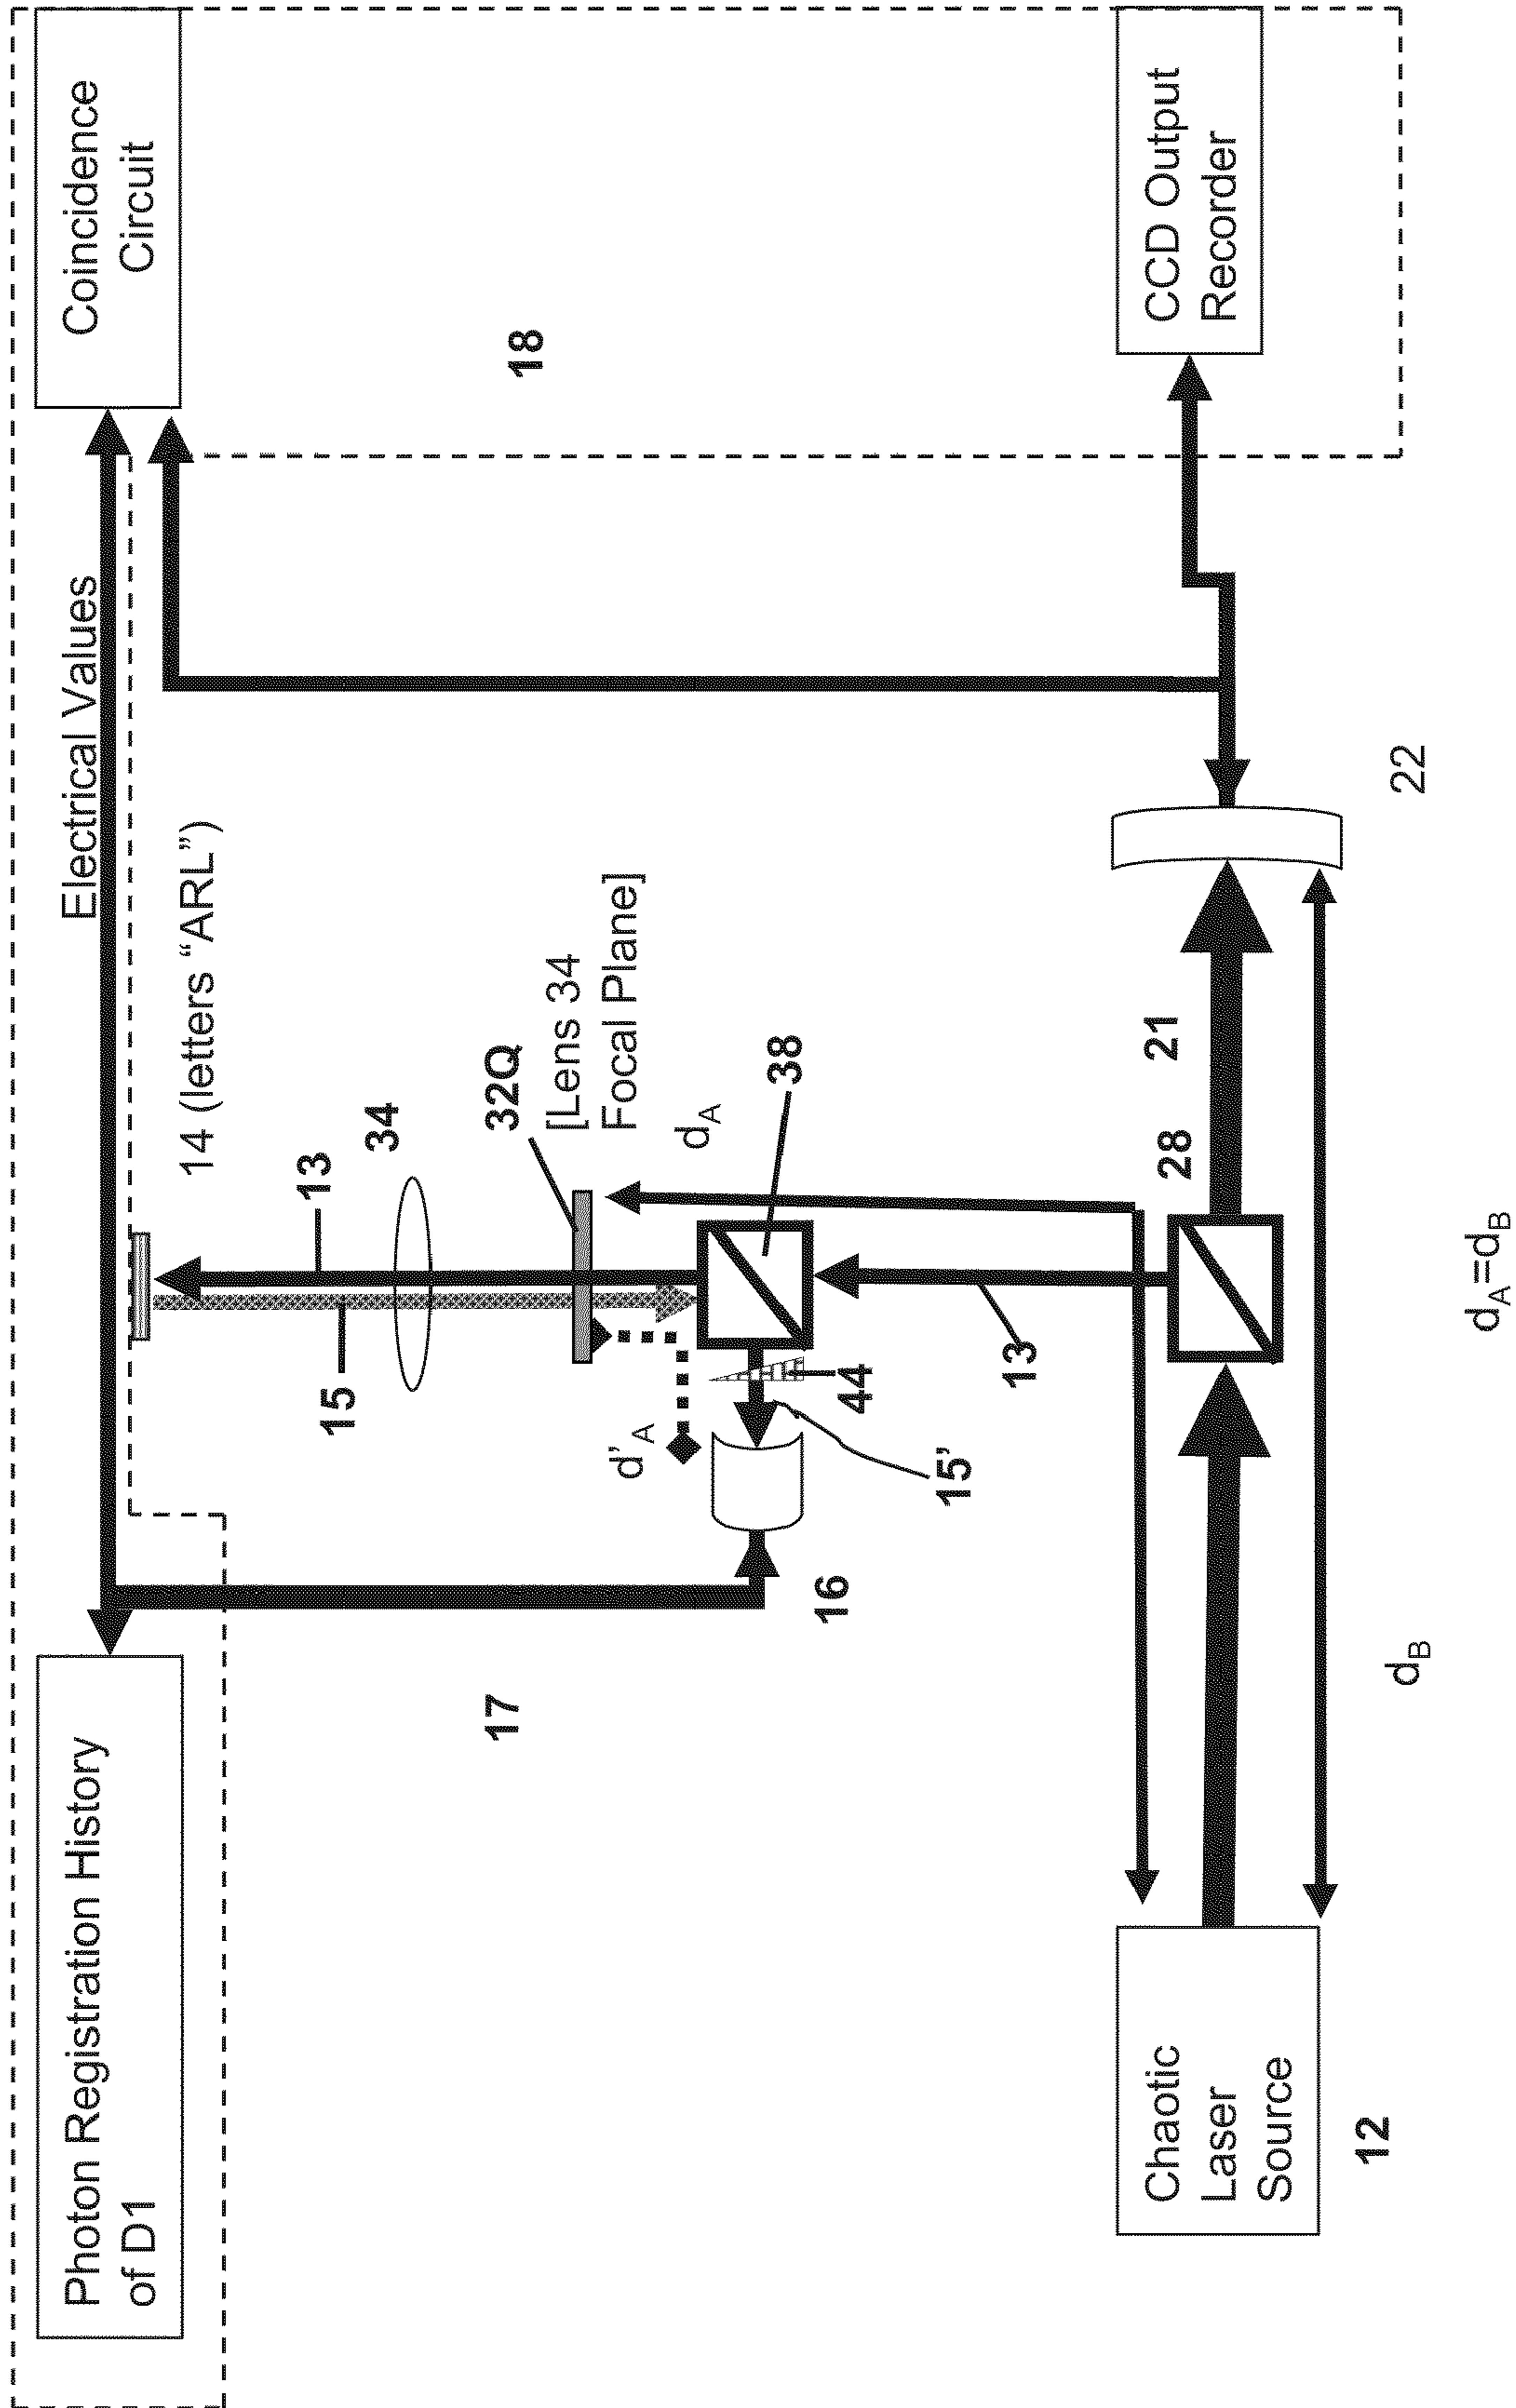 Photon Registration History
of D1
Electrical Values
Coincidence
Circuit
14 (letters “ARL”)
13
15
34
32Q
[Lens 34
Focal Plane]
18
17
d'A
dA
38
44
15’
16
13
28
21
CCD Output
Recorder
Chaotic
Laser
Source
12
22
dB
dA=dB